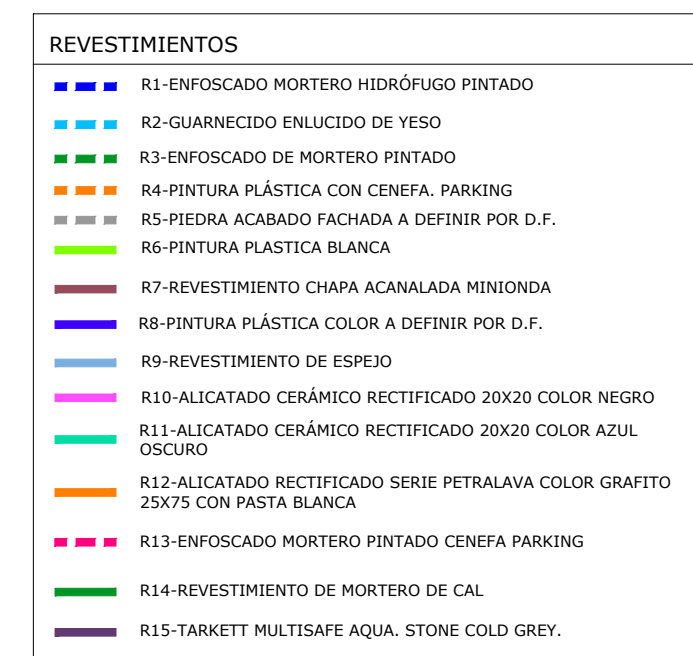 REVESTIMIENTOS
R1-ENFOSCADO MORTERO HIDRÓFUGO PINTADO
R2-GUARNECIDO ENLUCIDO DE YESO
R3-ENFOSCADO DE MORTERO PINTADO
R4-PINTURA PLÁSTICA CON CENEFA. PARKING
R5-PIEDRA ACABADO FACHADA A DEFINIR POR D.F.
R6-PINTURA PLASTICA BLANCA
R7-REVESTIMIENTO CHAPA ACANALADA MINIONDA
R8-PINTURA PLÁSTICA COLOR A DEFINIR POR D.F.
R9-REVESTIMIENTO DE ESPEJO
R10-ALICATADO CERÁMICO RECTIFICADO 20X20 COLOR NEGRO
R11-ALICATADO CERÁMICO RECTIFICADO 20X20 COLOR AZUL
OSCURO
R12-ALICATADO RECTIFICADO SERIE PETRALAVA COLOR GRAFITO
25X75 CON PASTA BLANCA
R13-ENFOSCADO MORTERO PINTADO CENEFA PARKING
R14-REVESTIMIENTO DE MORTERO DE CAL
R15-TARKETT MULTISAFE AQUA. STONE COLD GREY.